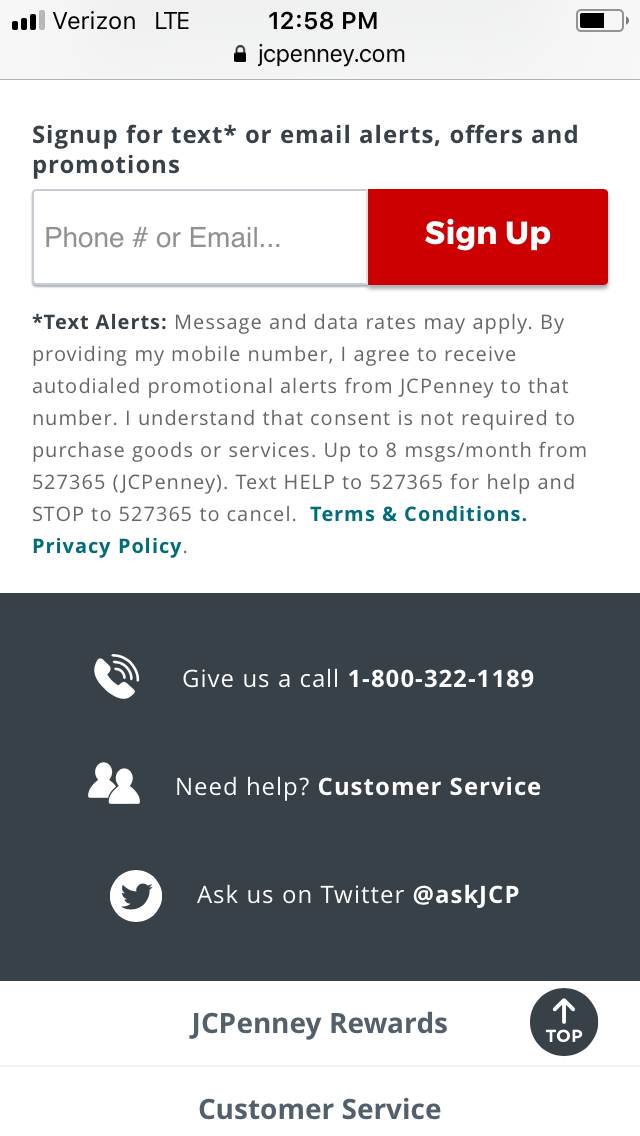 Verizon LTE 12:58 PM
jcpenney.com
Signup for text* or email alerts, offers and
promotions
Phone # or Email...
Sign Up
*Text Alerts: Message and data rates may apply. By
providing my mobile number, I agree to receive
autodialed promotional alerts from JCPenney to that
number. I understand that consent is not required to
purchase goods or services. Up to 8 msgs/month from
527365 (JCPenney). Text HELP to 527365 for help and
STOP to 527365 to cancel. Terms & Conditions.
Privacy Policy.
Give us a call 1-800-322-1189
Need help? Customer Service
Ask us on Twitter @askJCP
JCPenney Rewards
TOP
Customer Service